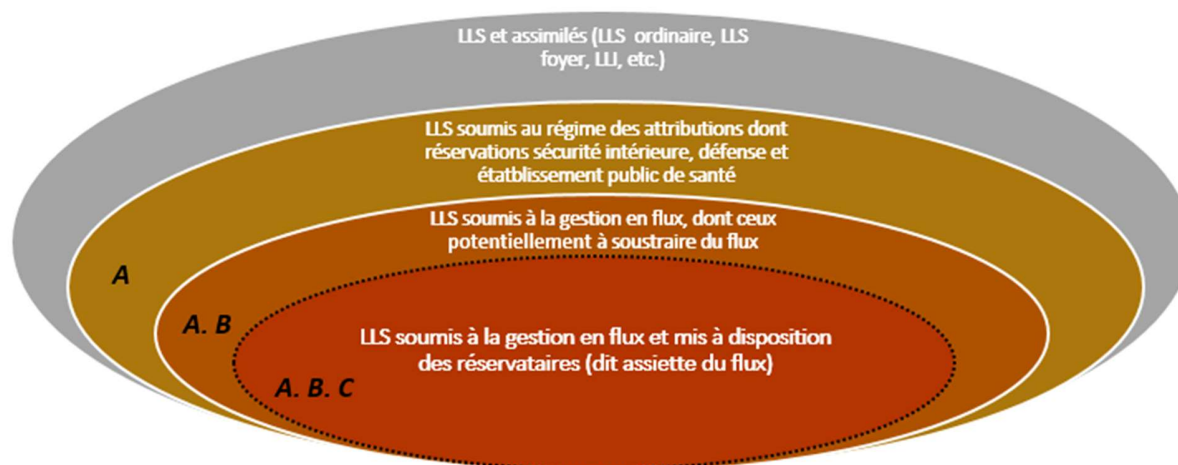 LLS et assimilés (LLS ordinaire, LLS
foyer, LLI, etc.)
LLS soumis au régime des attributions dont
réservations sécurité intérieure, défense et
étatblissement public de santé
LLS soumis à la gestion en flux, dont ceux
potentiellement à soustraire du flux
A
A. B
LLS soumis à la gestion en flux et mis à disposition
des réservataires (dit assiette du flux)
A. B. C